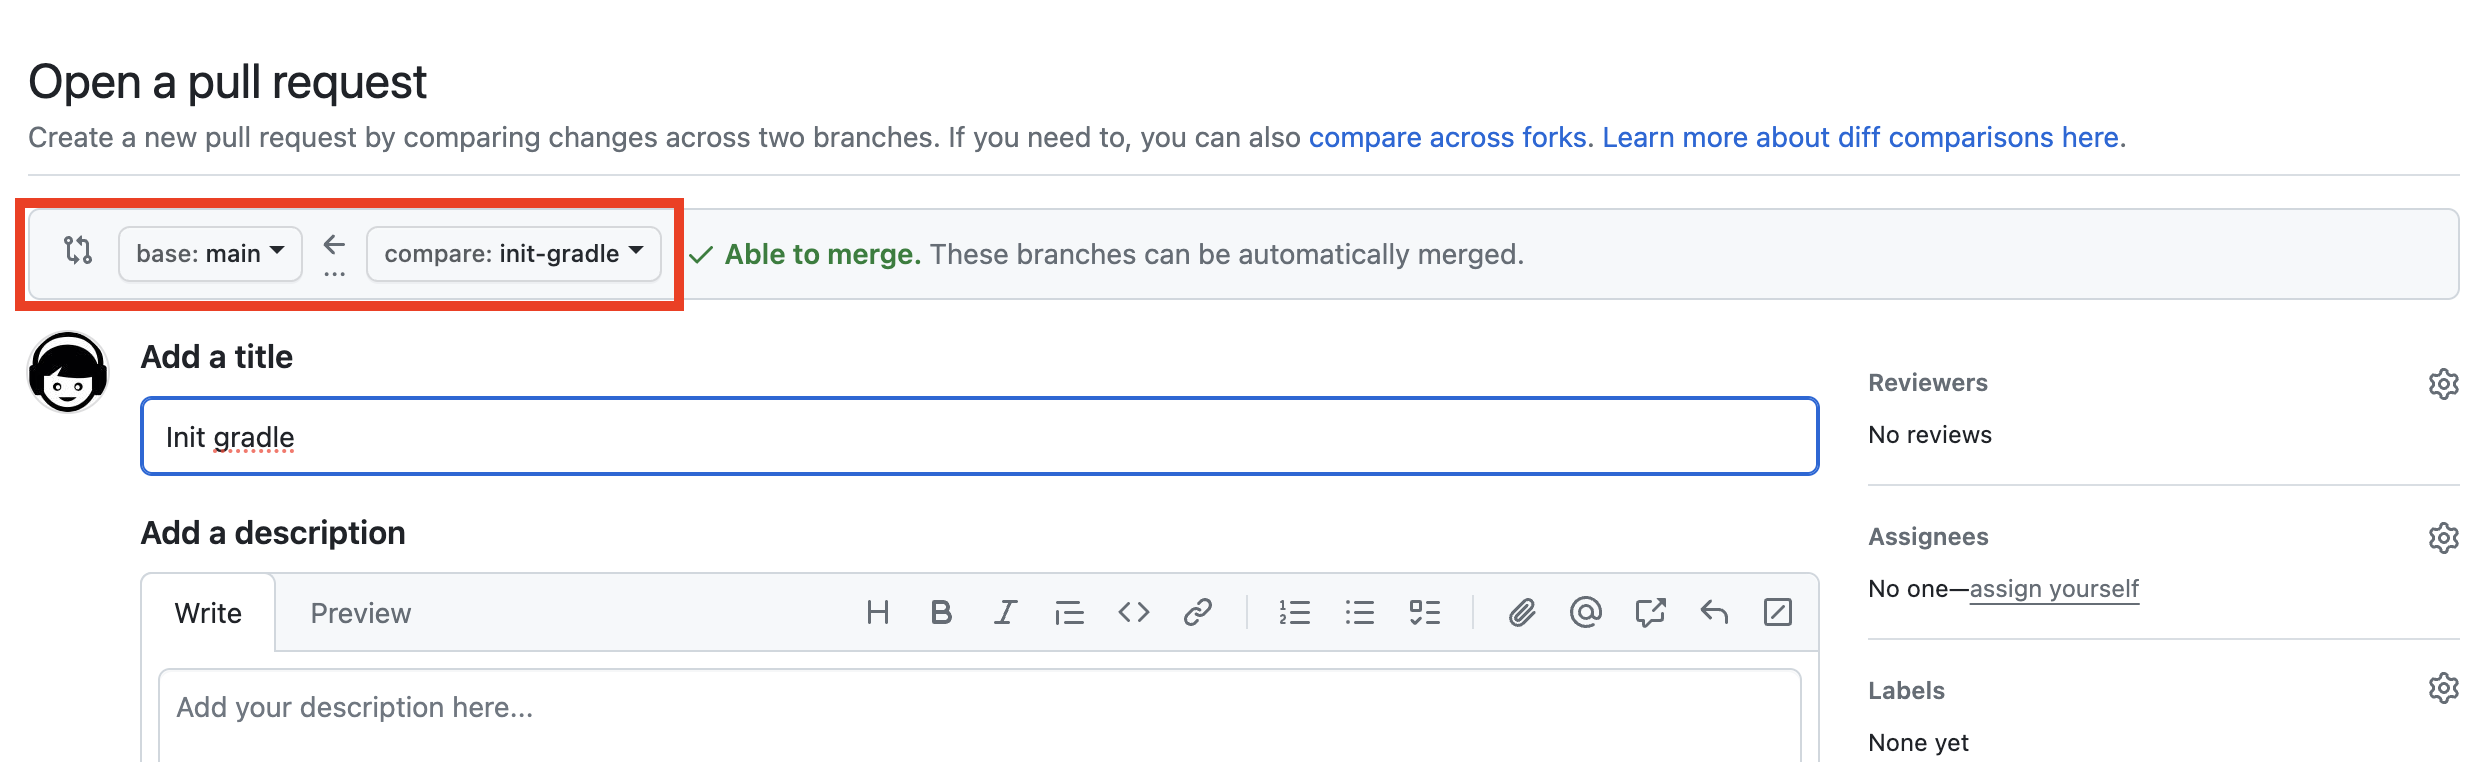 Open a pull request
Create a new pull request by comparing changes across two branches. If you need to, you can also compare across forks. Learn more about diff comparisons here.
base: main ← ... compare: init-gradle ✓ Able to merge. These branches can be automatically merged.
Add a title
Init gradle
Add a description
Write Preview
Add your description here...
Reviewers
No reviews
Assignees
No one—assign yourself
Labels
None yet